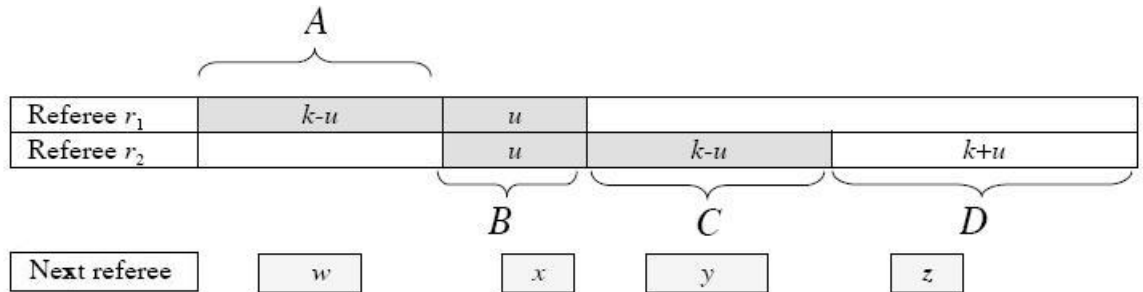 A
Referee r₁ k-u u
Referee r₂ u k-u k+u
B C D
Next referee w x y z